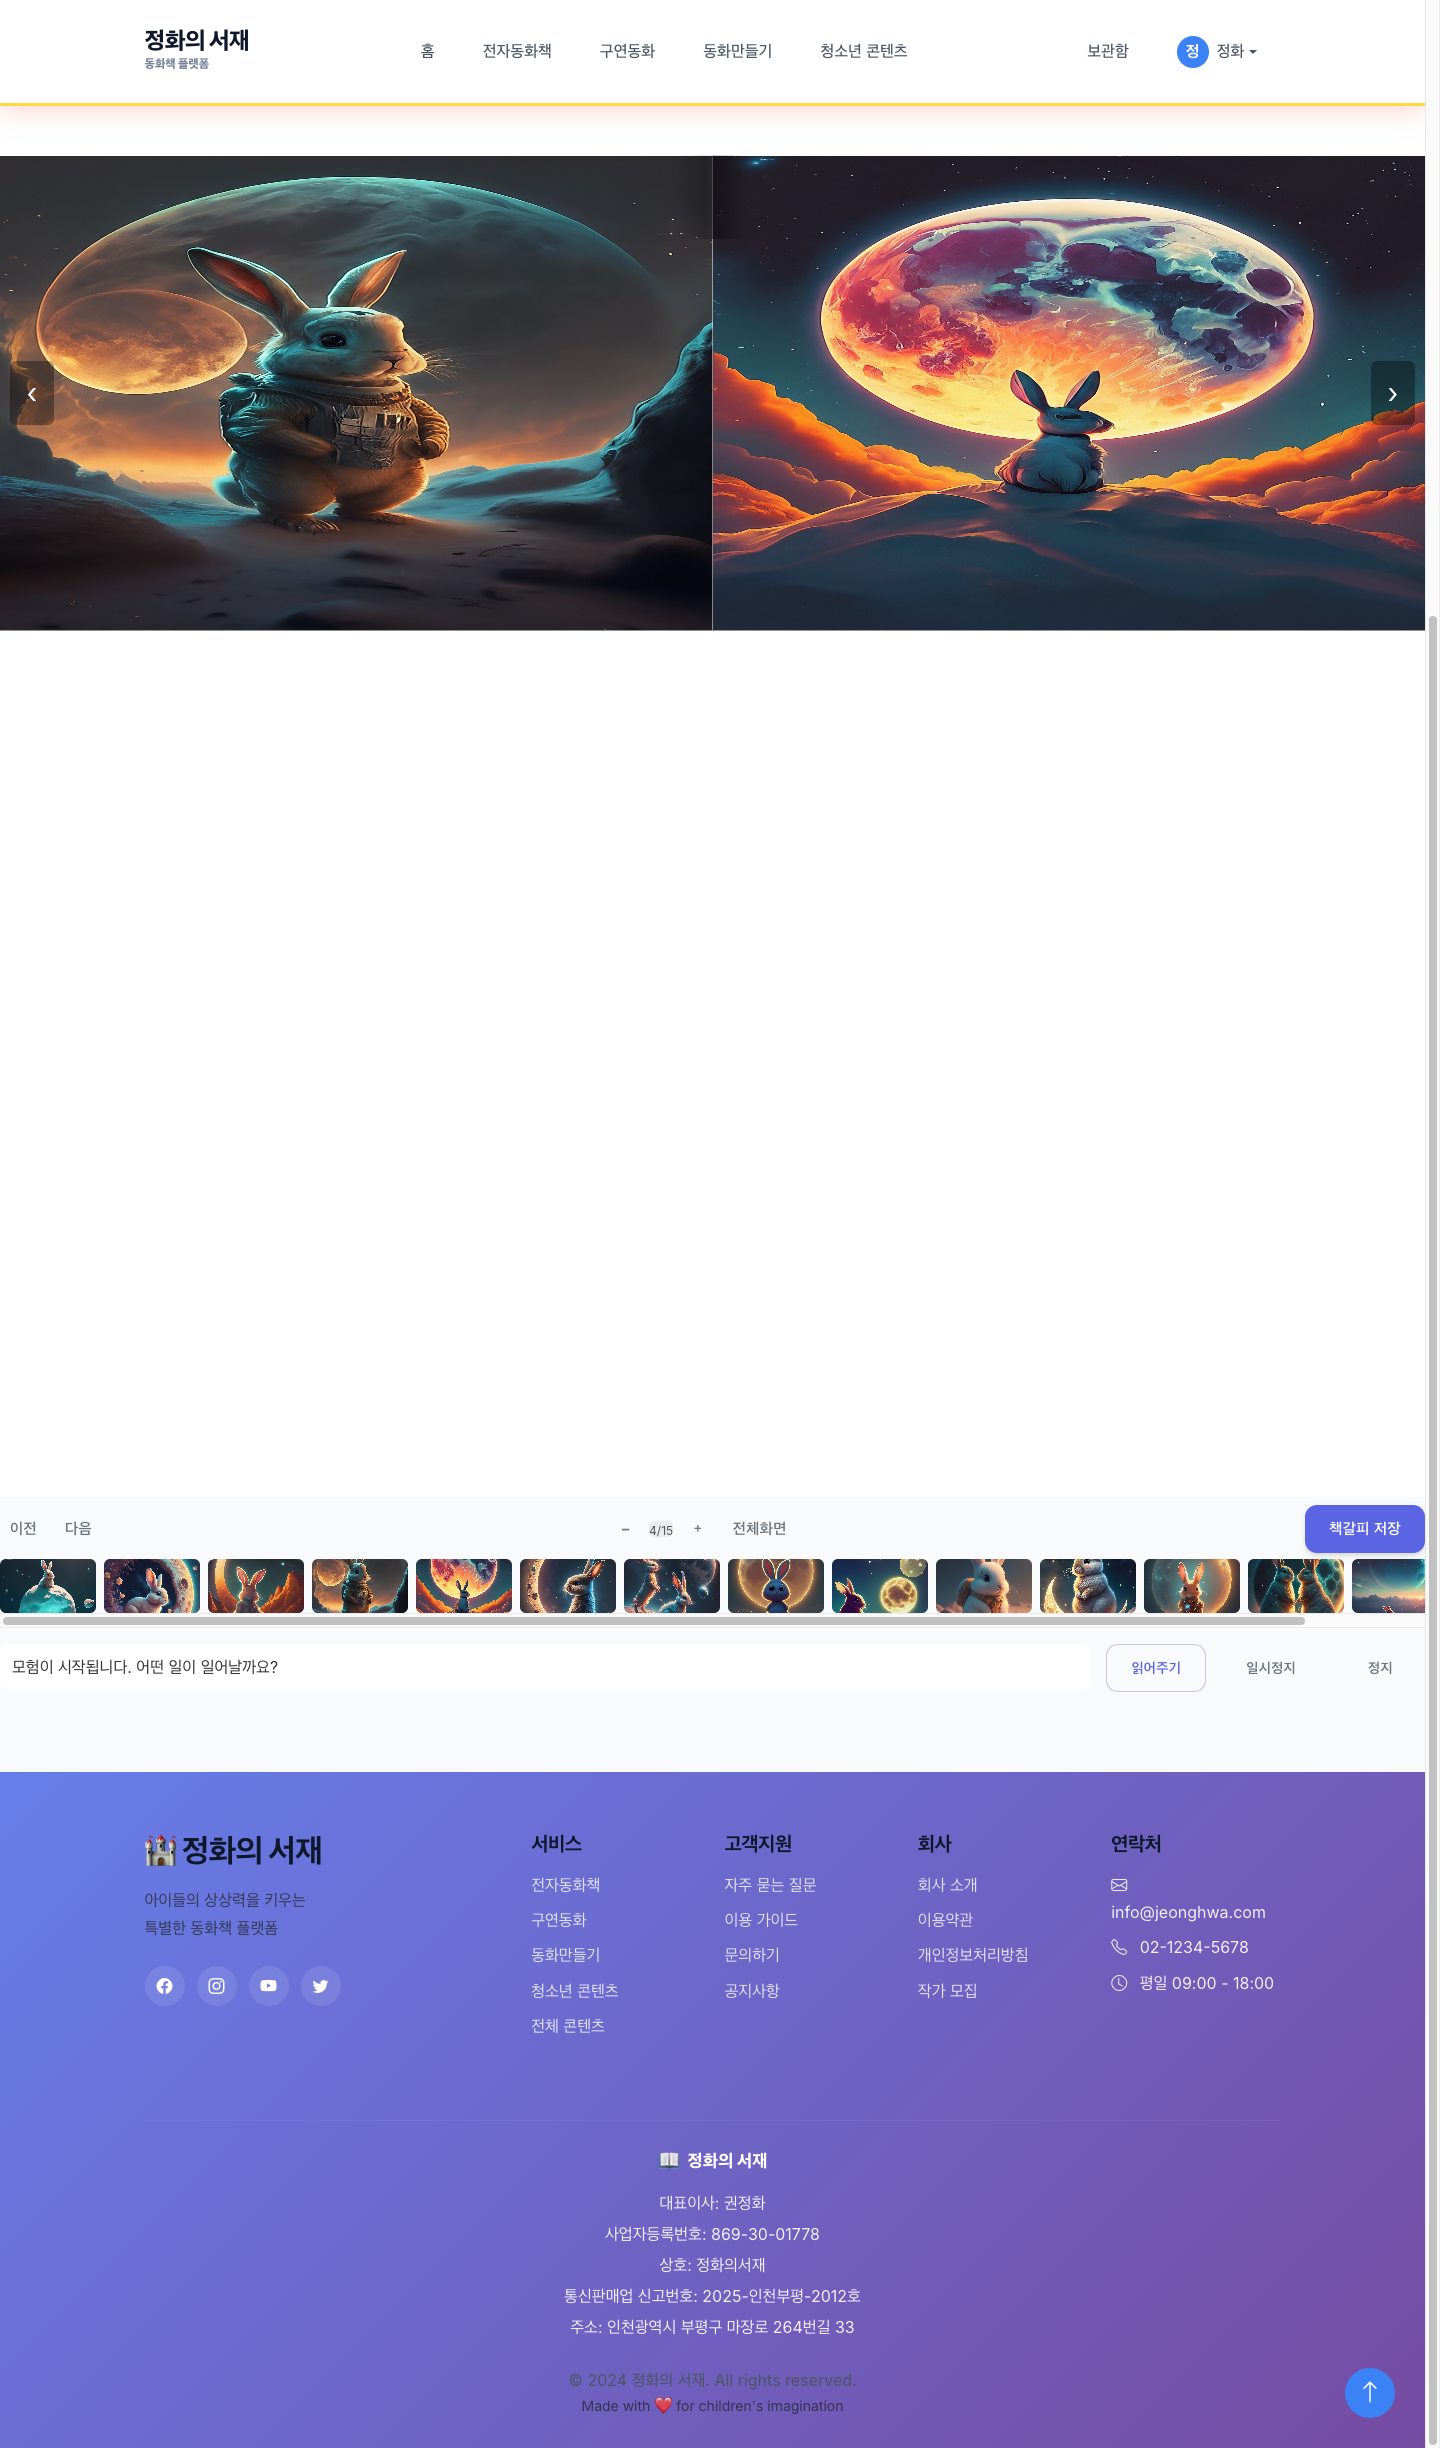 정화의 서재
동화책 플랫폼
홈
전자동화책
구연동화
동화만들기
청소년 콘텐츠
보관함
정
정화
‹
›
이전
다음
−
4/15
+
전체화면
책갈피 저장
모험이 시작됩니다. 어떤 일이 일어날까요?
읽어주기
일시정지
정지
🏰 정화의 서재
아이들의 상상력을 키우는
특별한 동화책 플랫폼
서비스
전자동화책
구연동화
동화만들기
청소년 콘텐츠
전체 콘텐츠
고객지원
자주 묻는 질문
이용 가이드
문의하기
공지사항
회사
회사 소개
이용약관
개인정보처리방침
작가 모집
연락처
info@jeonghwa.com
02-1234-5678
평일 09:00 - 18:00
📖 정화의 서재
대표이사: 권정화
사업자등록번호: 869-30-01778
상호: 정화의서재
통신판매업 신고번호: 2025-인천부평-2012호
주소: 인천광역시 부평구 마장로 264번길 33
© 2024 정화의 서재. All rights reserved.
Made with ❤️ for children's imagination